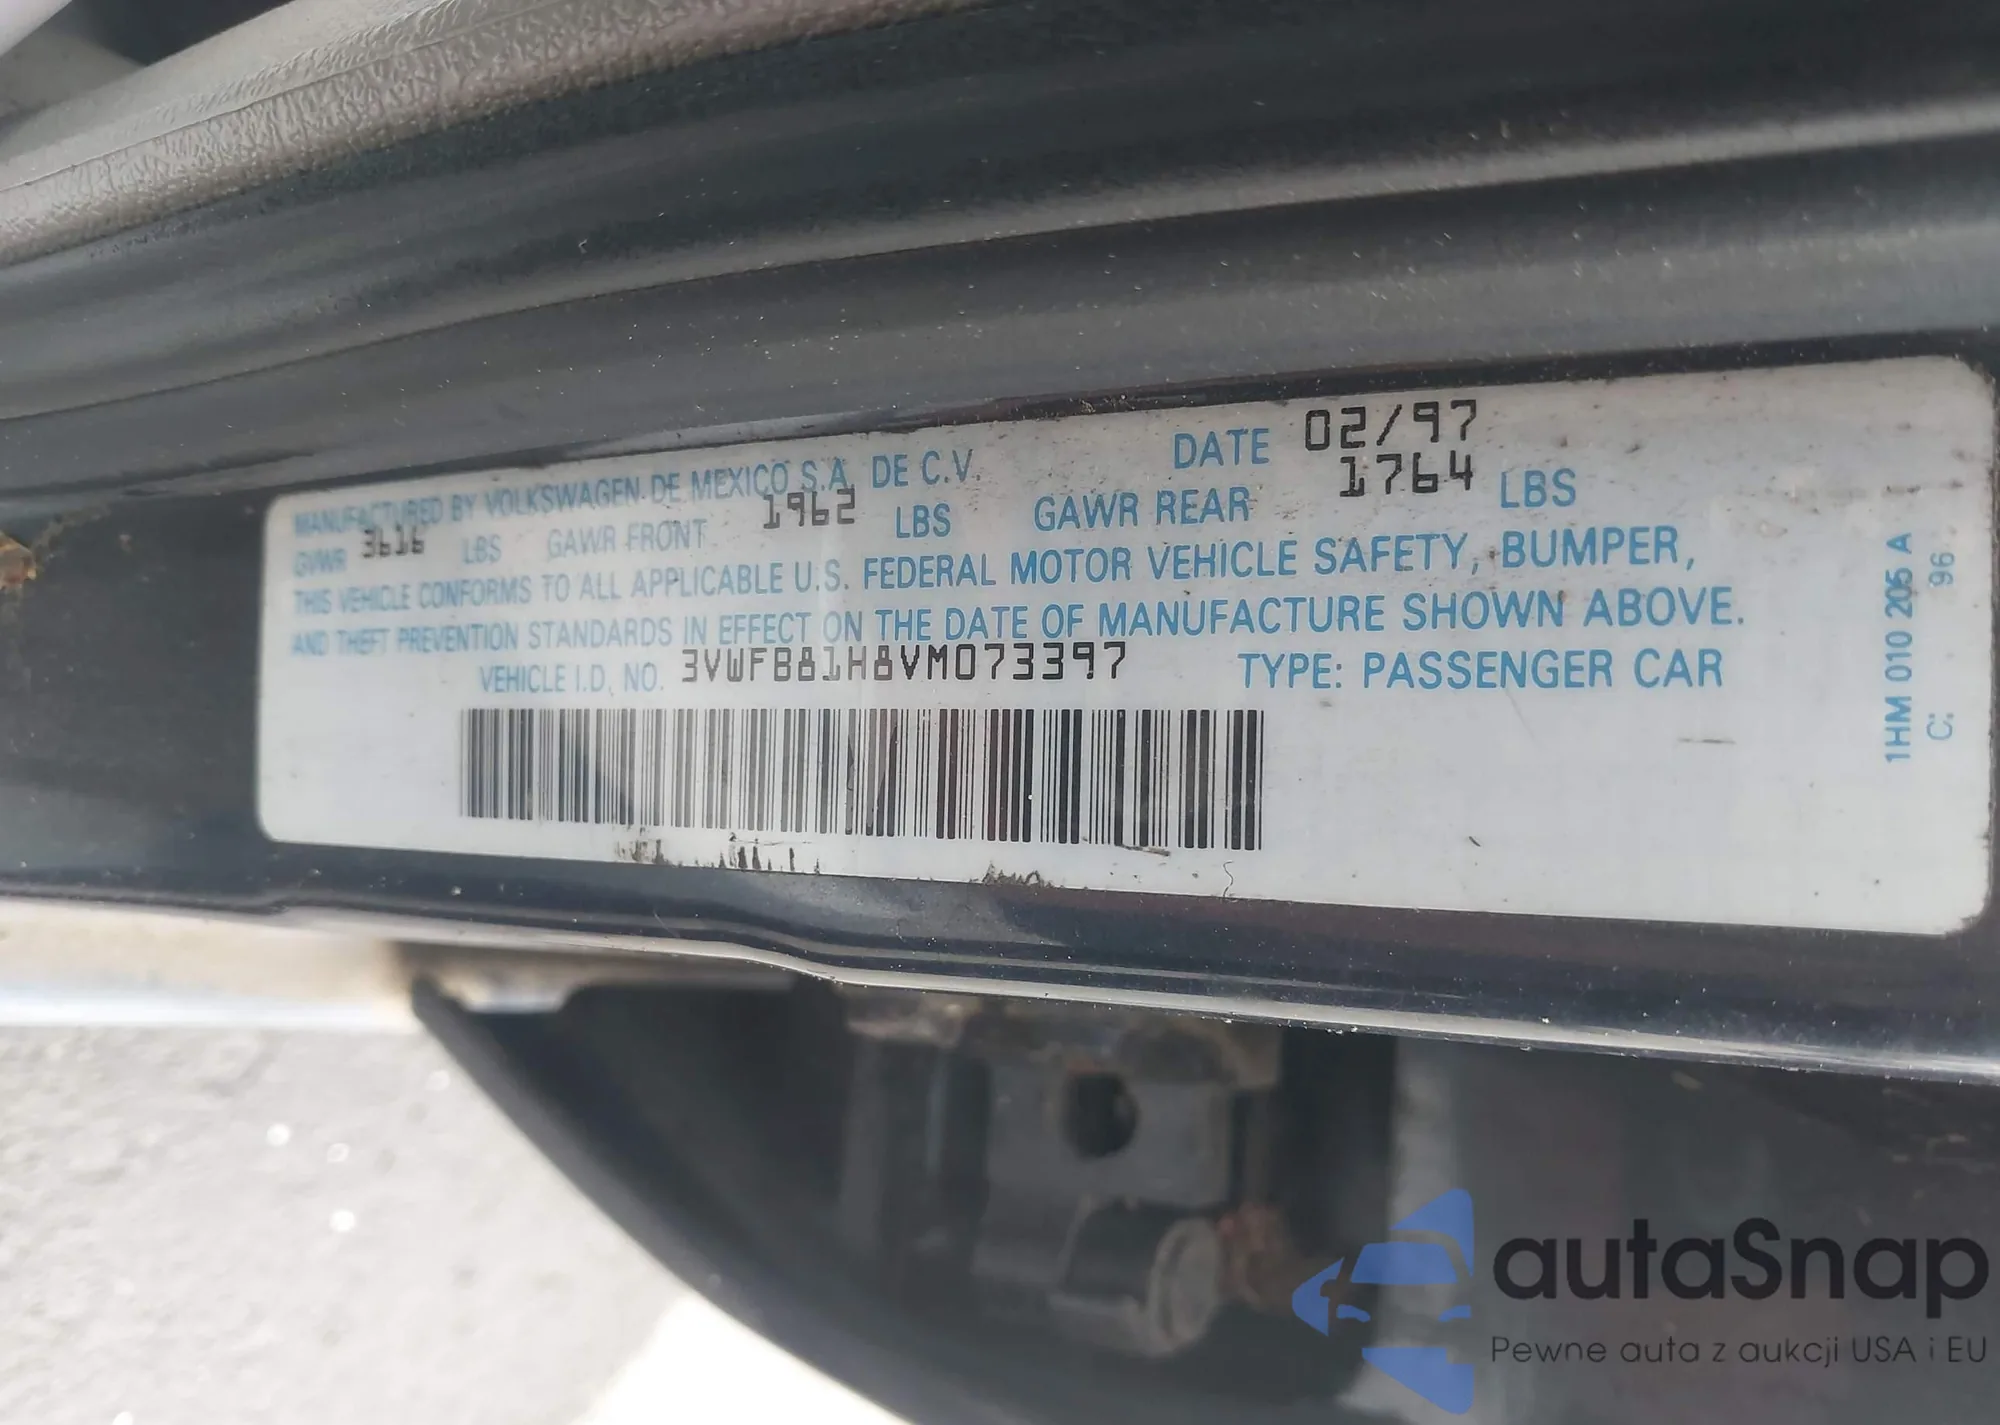 MANUFACTURED BY VOLKSWAGEN DE MEXICO S.A. DE C.V. DATE 02/97
GVWR 3616 LBS GAWR FRONT 1962 LBS GAWR REAR 1764 LBS
THIS VEHICLE CONFORMS TO ALL APPLICABLE U.S. FEDERAL MOTOR VEHICLE SAFETY, BUMPER,
AND THEFT PREVENTION STANDARDS IN EFFECT ON THE DATE OF MANUFACTURE SHOWN ABOVE.
VEHICLE I.D. NO. 3VWFB81H8VM073397 TYPE: PASSENGER CAR
1HM 010 205 A
C: 96
autaSnap
Pewne auta z aukcji USA i EU